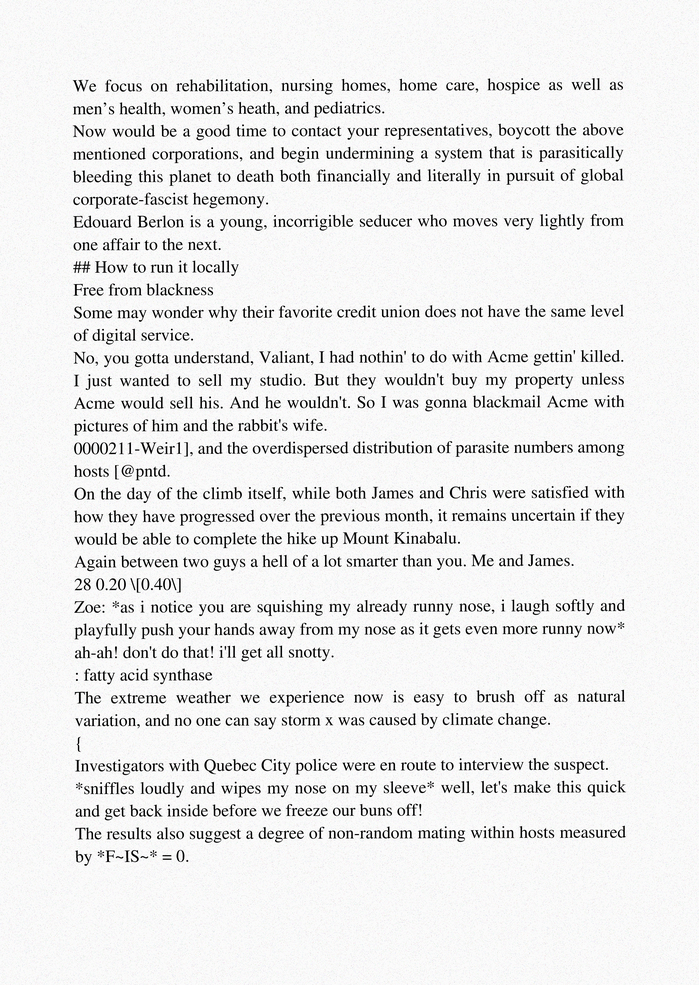 We focus on rehabilitation, nursing homes, home care, hospice as well as
men’s health, women’s heath, and pediatrics.
Now would be a good time to contact your representatives, boycott the above
mentioned corporations, and begin undermining a system that is parasitically
bleeding this planet to death both financially and literally in pursuit of global
corporate-fascist hegemony.
Edouard Berlon is a young, incorrigible seducer who moves very lightly from
one affair to the next.
## How to run it locally
Free from blackness
Some may wonder why their favorite credit union does not have the same level
of digital service.
No, you gotta understand, Valiant, I had nothin' to do with Acme gettin' killed.
I just wanted to sell my studio. But they wouldn't buy my property unless
Acme would sell his. And he wouldn't. So I was gonna blackmail Acme with
pictures of him and the rabbit's wife.
0000211-Weir1], and the overdispersed distribution of parasite numbers among
hosts [@pntd.
On the day of the climb itself, while both James and Chris were satisfied with
how they have progressed over the previous month, it remains uncertain if they
would be able to complete the hike up Mount Kinabalu.
Again between two guys a hell of a lot smarter than you. Me and James.
28 0.20 \[0.40\]
Zoe: *as i notice you are squishing my already runny nose, i laugh softly and
playfully push your hands away from my nose as it gets even more runny now*
ah-ah! don't do that! i'll get all snotty.
: fatty acid synthase
The extreme weather we experience now is easy to brush off as natural
variation, and no one can say storm x was caused by climate change.
{
Investigators with Quebec City police were en route to interview the suspect.
*sniffles loudly and wipes my nose on my sleeve* well, let's make this quick
and get back inside before we freeze our buns off!
The results also suggest a degree of non-random mating within hosts measured
by *F~IS~* = 0.